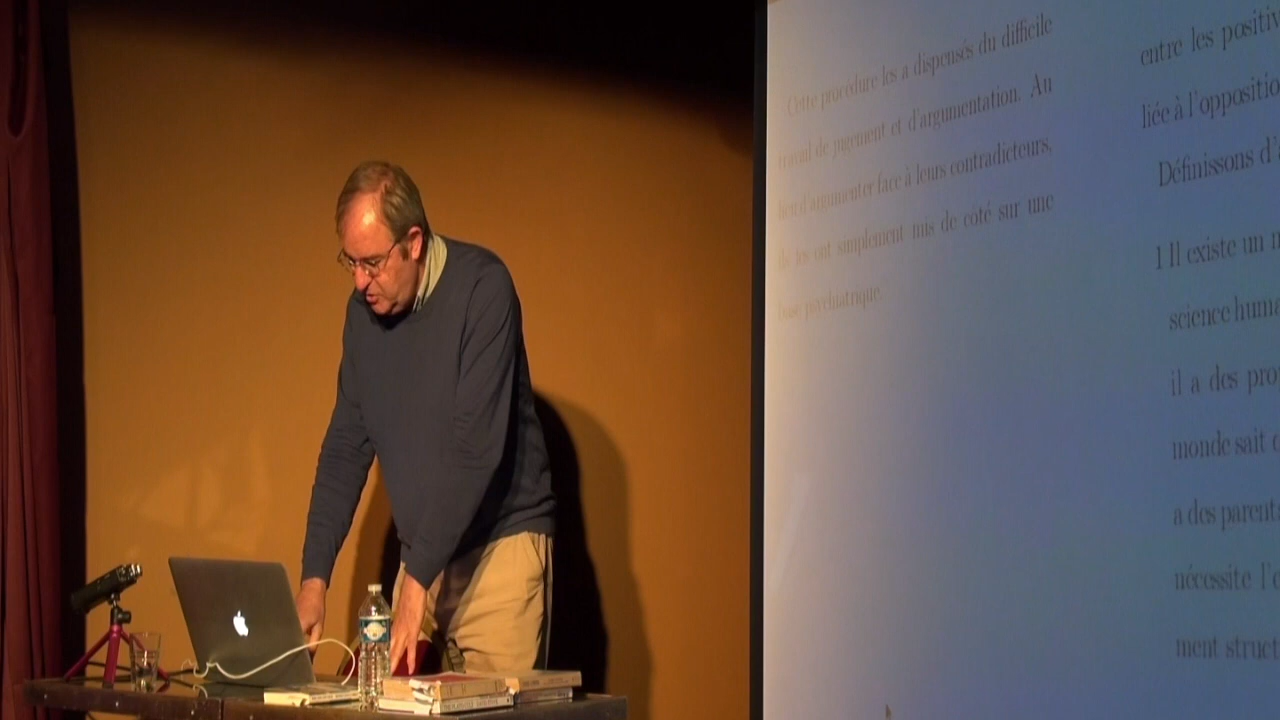 Cette procédure les a dispensés du difficile
travail de jugement et d'argumentation. Au
lieu d'argumenter face à leurs contradicteurs,
ils les ont simplement mis de côté sur une
base psychiatrique.
entre les positiv
liée à l'oppositio
Définissons d'a
1 Il existe un m
science huma
il a des pro
monde sait
a des parent
nécessite l'é
ment struct